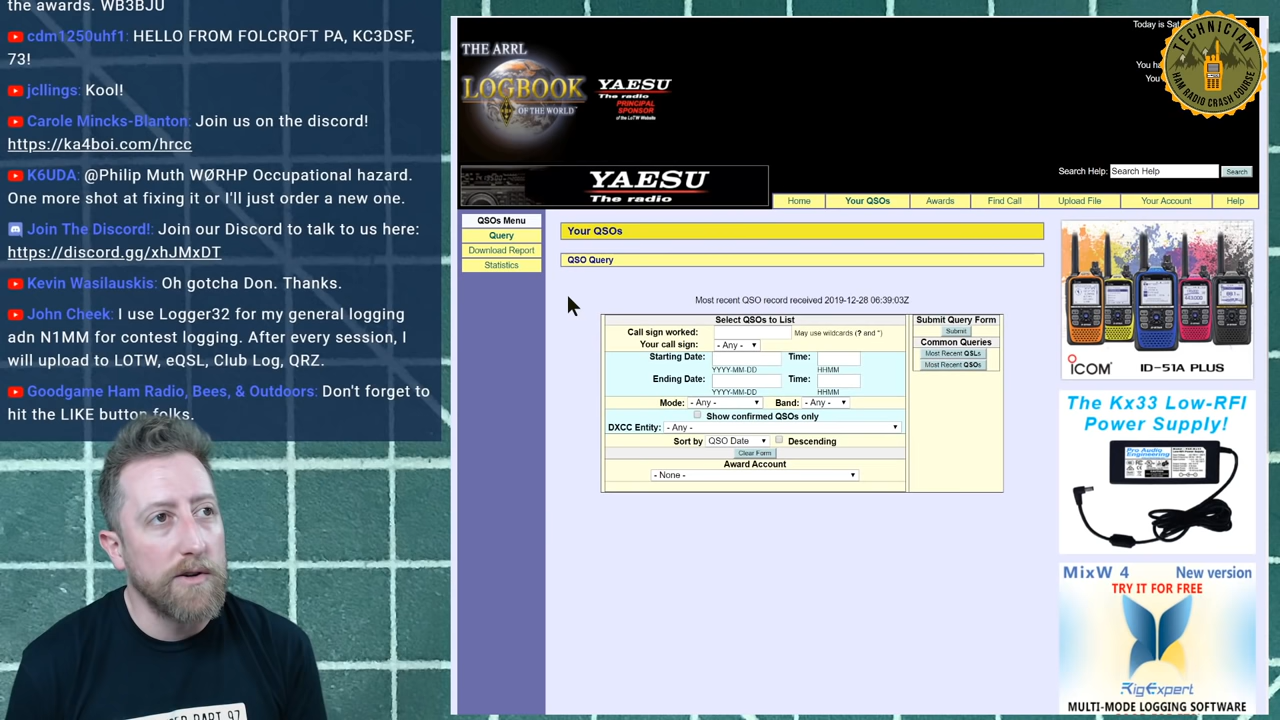 the awards. WB3BJU
cdm1250uhf1: HELLO FROM FOLCROFT PA, KC3DSF,
73!
jcllings: Kool!
Carole Mincks-Blanton: Join us on the discord!
https://ka4boi.com/hrcc
K6UDA: @Philip Muth WØRHP Occupational hazard.
One more shot at fixing it or I'll just order a new one.
Join The Discord!: Join our Discord to talk to us here:
https://discord.gg/xhJMxDT
Kevin Wasilauskis: Oh gotcha Don. Thanks.
John Cheek: I use Logger32 for my general logging
adn N1MM for contest logging. After every session, I
will upload to LOTW, eQSL, Club Log, QRZ.
Goodgame Ham Radio, Bees, & Outdoors: Don't forget to
hit the LIKE button folks.
Today is Sat
You ha
You
TECHNICIAN
HAM RADIO CRASH COURSE
THE ARRL
LOGBOOK
OF THE WORLD
YAESU
The radio
PRINCIPAL
SPONSOR
of the LoTW Website
YAESU
The radio
Search Help: Search Help Search
Home Your QSOs Awards Find Call Upload File Your Account Help
QSOs Menu
Query
Download Report
Statistics
Your QSOs
QSO Query
Most recent QSO record received 2019-12-28 06:39:03Z
Select QSOs to List
Call sign worked: May use wildcards (? and *)
Your call sign: - Any -
Starting Date: Time:
YYYY-MM-DD HHMM
Ending Date: Time:
YYYY-MM-DD HHMM
Mode: - Any - Band: - Any -
Show confirmed QSOs only
DXCC Entity: - Any -
Sort by QSO Date Descending
Clear Form
Award Account
- None -
Submit Query Form
Submit
Common Queries
Most Recent QSLs
Most Recent QSOs
ICOM ID-51A PLUS
The Kx33 Low-RFI
Power Supply!
Pro Audio
Engineering
MixW 4 New version
TRY IT FOR FREE
RigExpert
MULTI-MODE LOGGING SOFTWARE